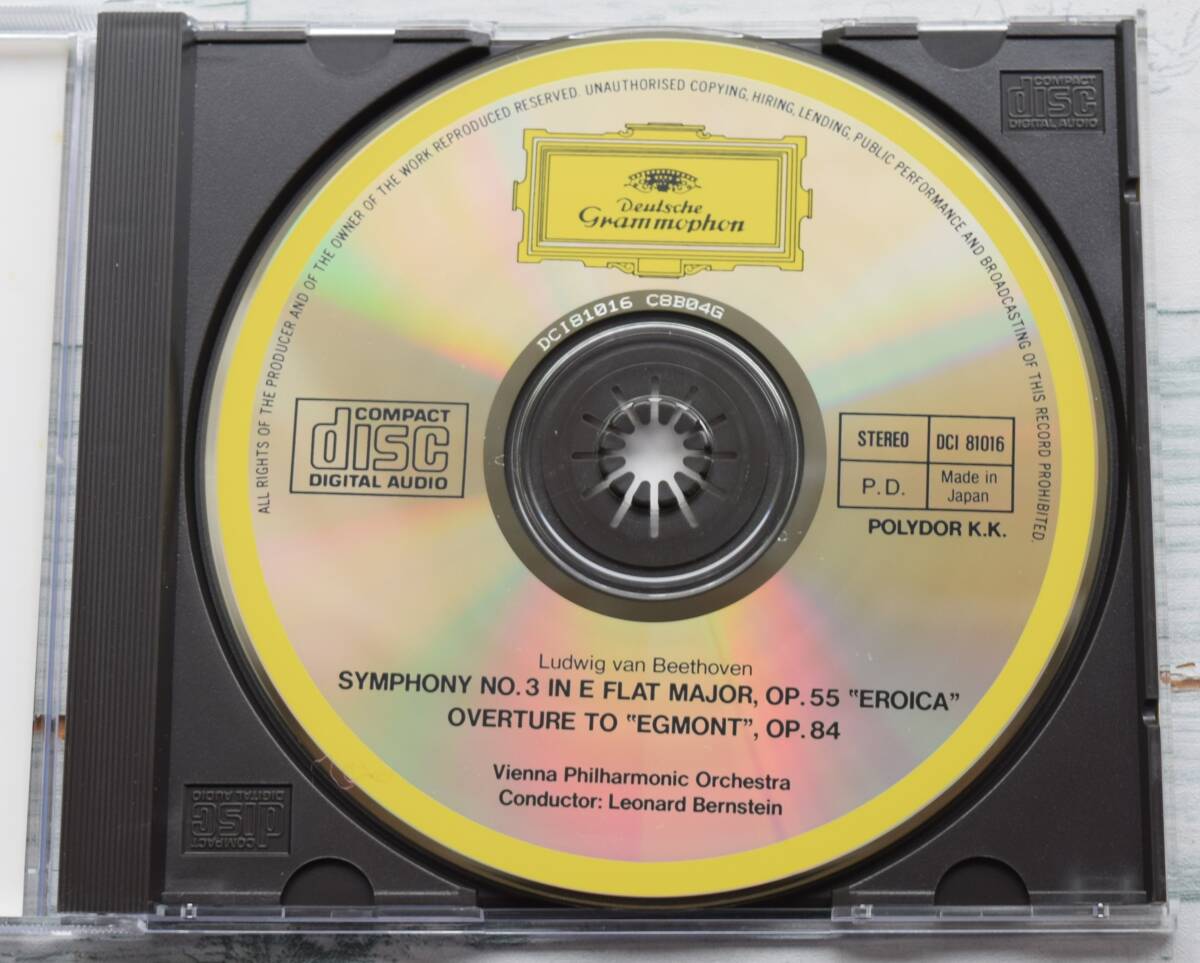 ALL RIGHTS OF THE PRODUCER AND OF THE OWNER OF THE WORK REPRODUCED RESERVED. UNAUTHORISED COPYING, HIRING, LENDING, PUBLIC PERFORMANCE AND BROADCASTING OF THIS RECORD PROHIBITED.
COMPACT
disc
DIGITAL AUDIO
Deutsche
Grammophon
DCI81016 C8B04G
COMPACT
disc
DIGITAL AUDIO
STEREO
DCI 81016
P.D.
Made in
Japan
POLYDOR K.K.
Ludwig van Beethoven
SYMPHONY NO. 3 IN E FLAT MAJOR, OP. 55 "EROICA"
OVERTURE TO "EGMONT", OP. 84
Vienna Philharmonic Orchestra
Conductor: Leonard Bernstein
COMPACT
disc
DIGITAL AUDIO